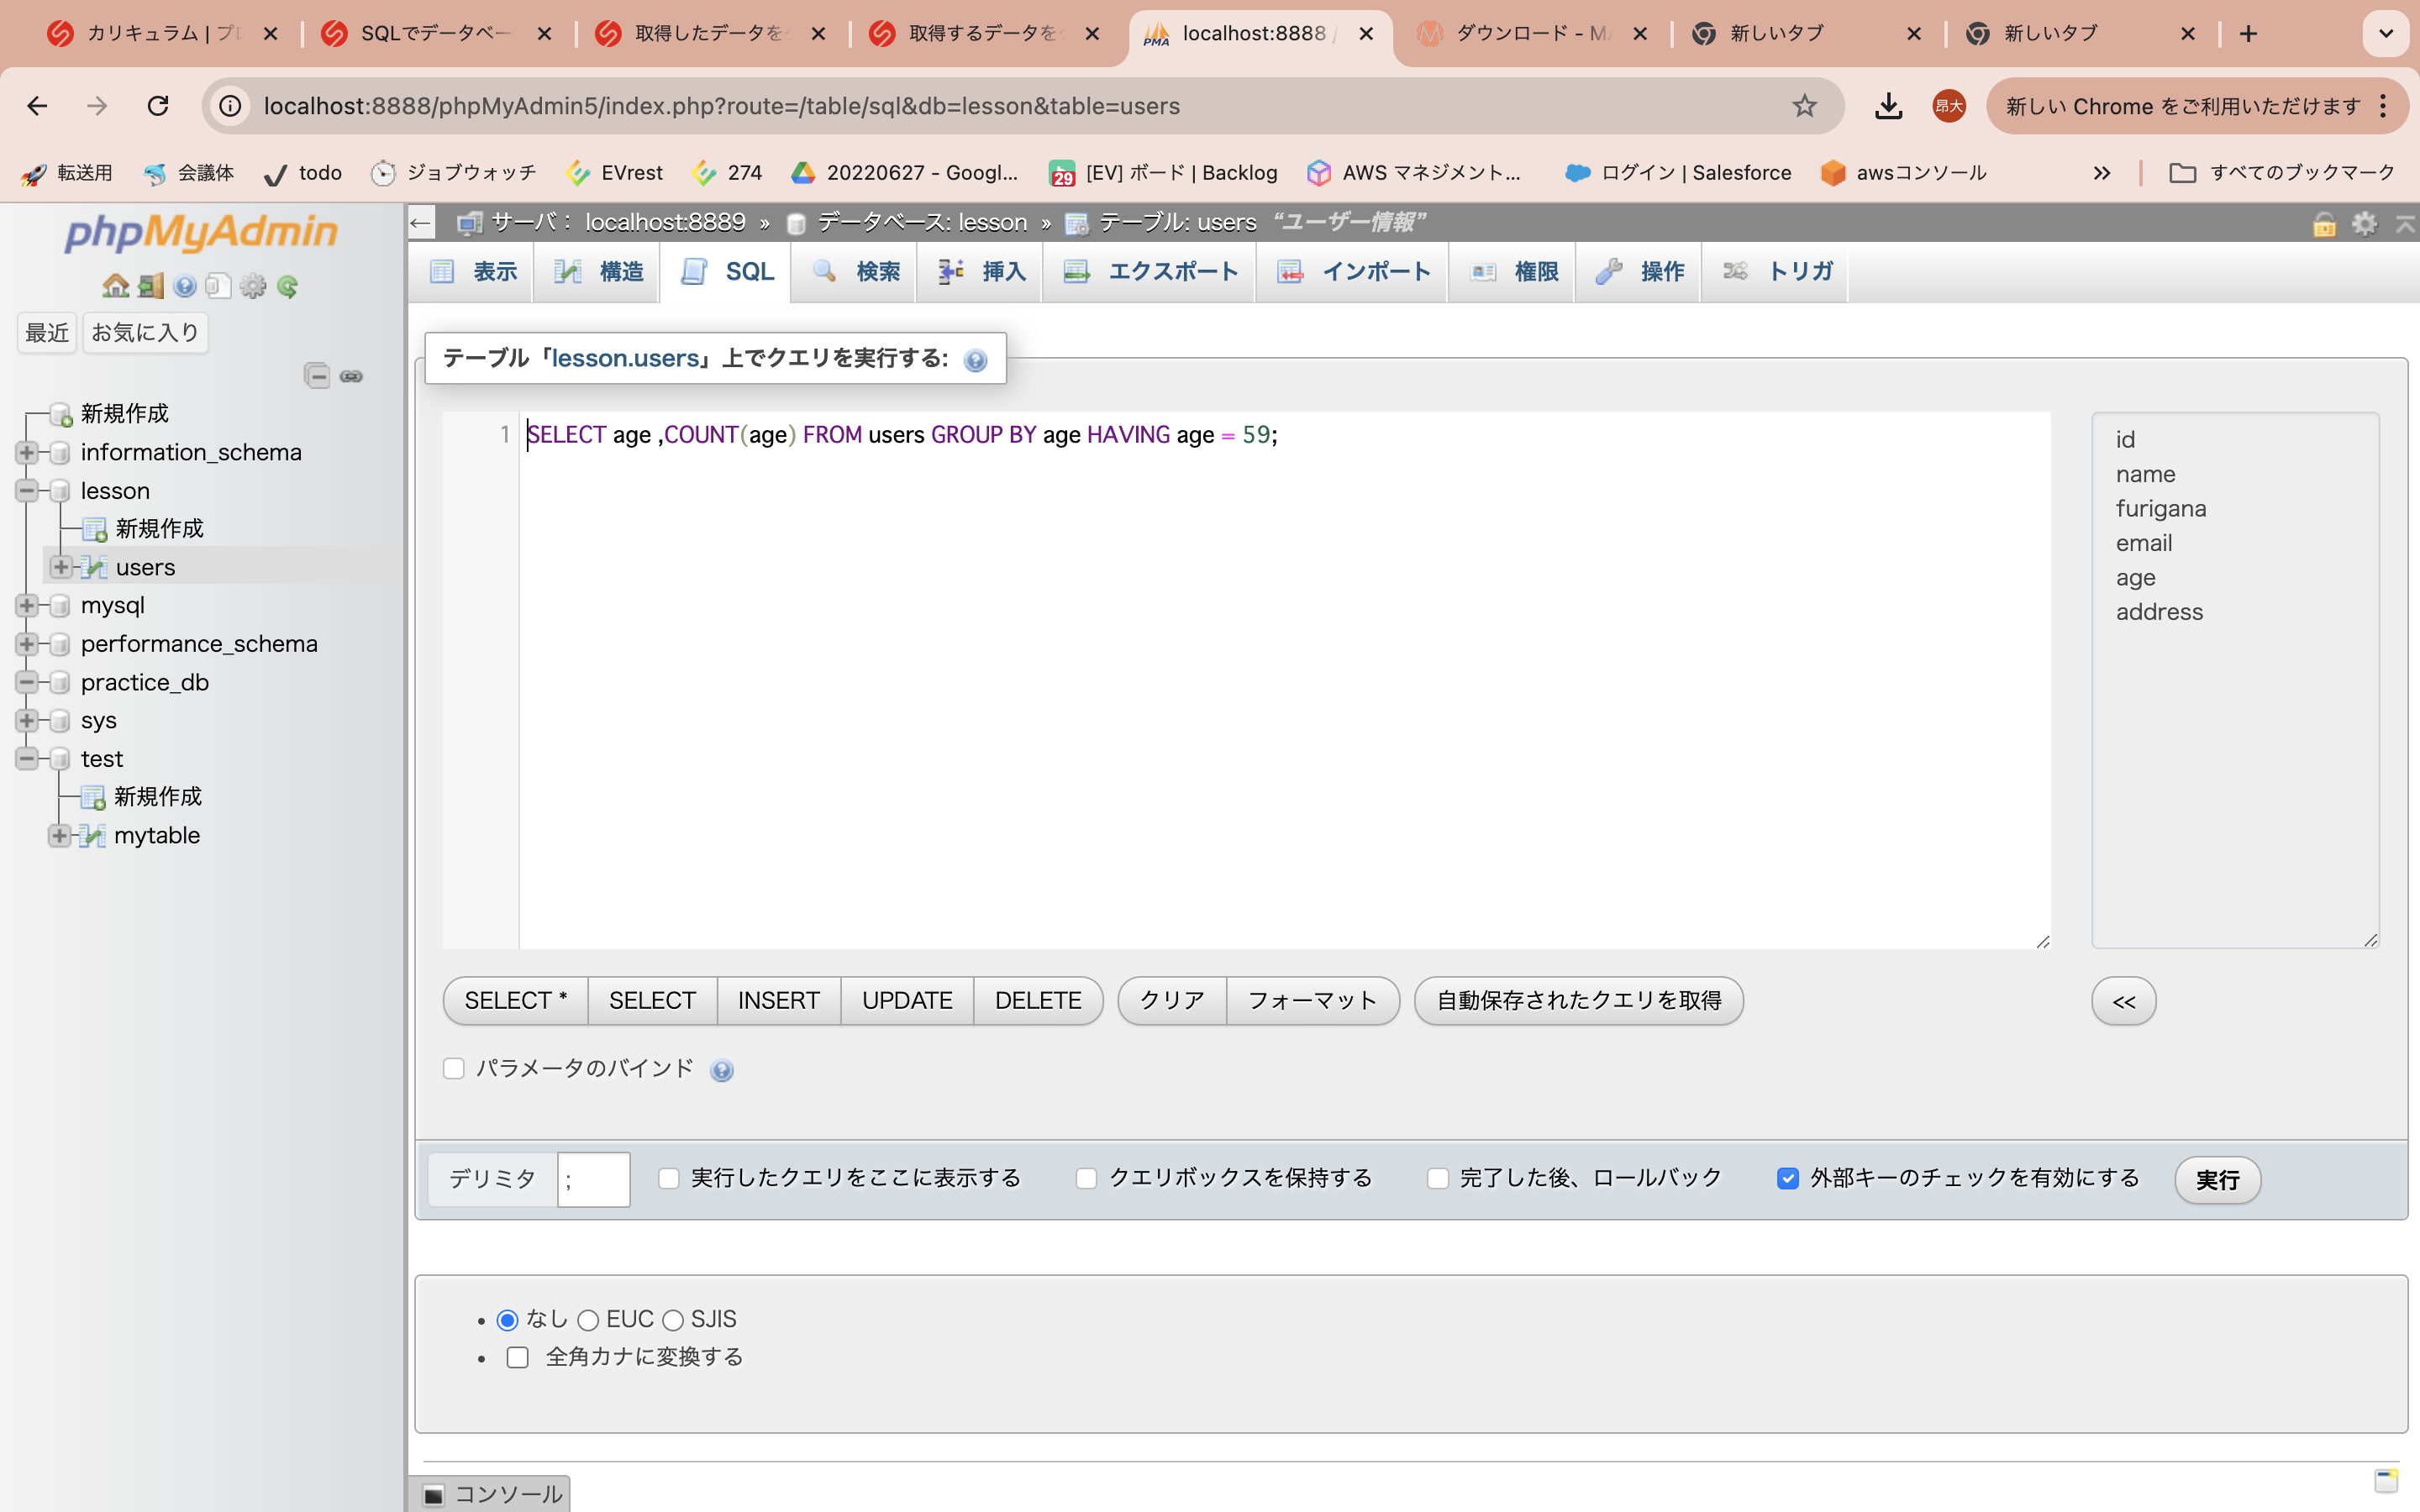 カリキュラム | プロ
SQLでデータベー
取得したデータを
取得するデータを
localhost:8888 /
ダウンロード - MA
新しいタブ
新しいタブ
localhost:8888/phpMyAdmin5/index.php?route=/table/sql&db=lesson&table=users
昂大
新しい Chrome をご利用いただけます
転送用
会議体
todo
ジョブウォッチ
EVrest
274
20220627 - Googl...
29
[EV] ボード | Backlog
AWS マネジメント...
ログイン | Salesforce
awsコンソール
すべてのブックマーク
phpMyAdmin
最近
お気に入り
新規作成
information_schema
lesson
新規作成
users
mysql
performance_schema
practice_db
sys
test
新規作成
mytable
サーバ： localhost:8889 » データベース: lesson » テーブル: users “ユーザー情報”
表示
構造
SQL
検索
挿入
エクスポート
インポート
権限
操作
トリガ
テーブル「lesson.users」上でクエリを実行する:
1 SELECT age ,COUNT(age) FROM users GROUP BY age HAVING age = 59;
id
name
furigana
email
age
address
SELECT *
SELECT
INSERT
UPDATE
DELETE
クリア
フォーマット
自動保存されたクエリを取得
<<
パラメータのバインド
デリミタ ;
実行したクエリをここに表示する
クエリボックスを保持する
完了した後、ロールバック
外部キーのチェックを有効にする
実行
なし EUC SJIS
全角カナに変換する
コンソール